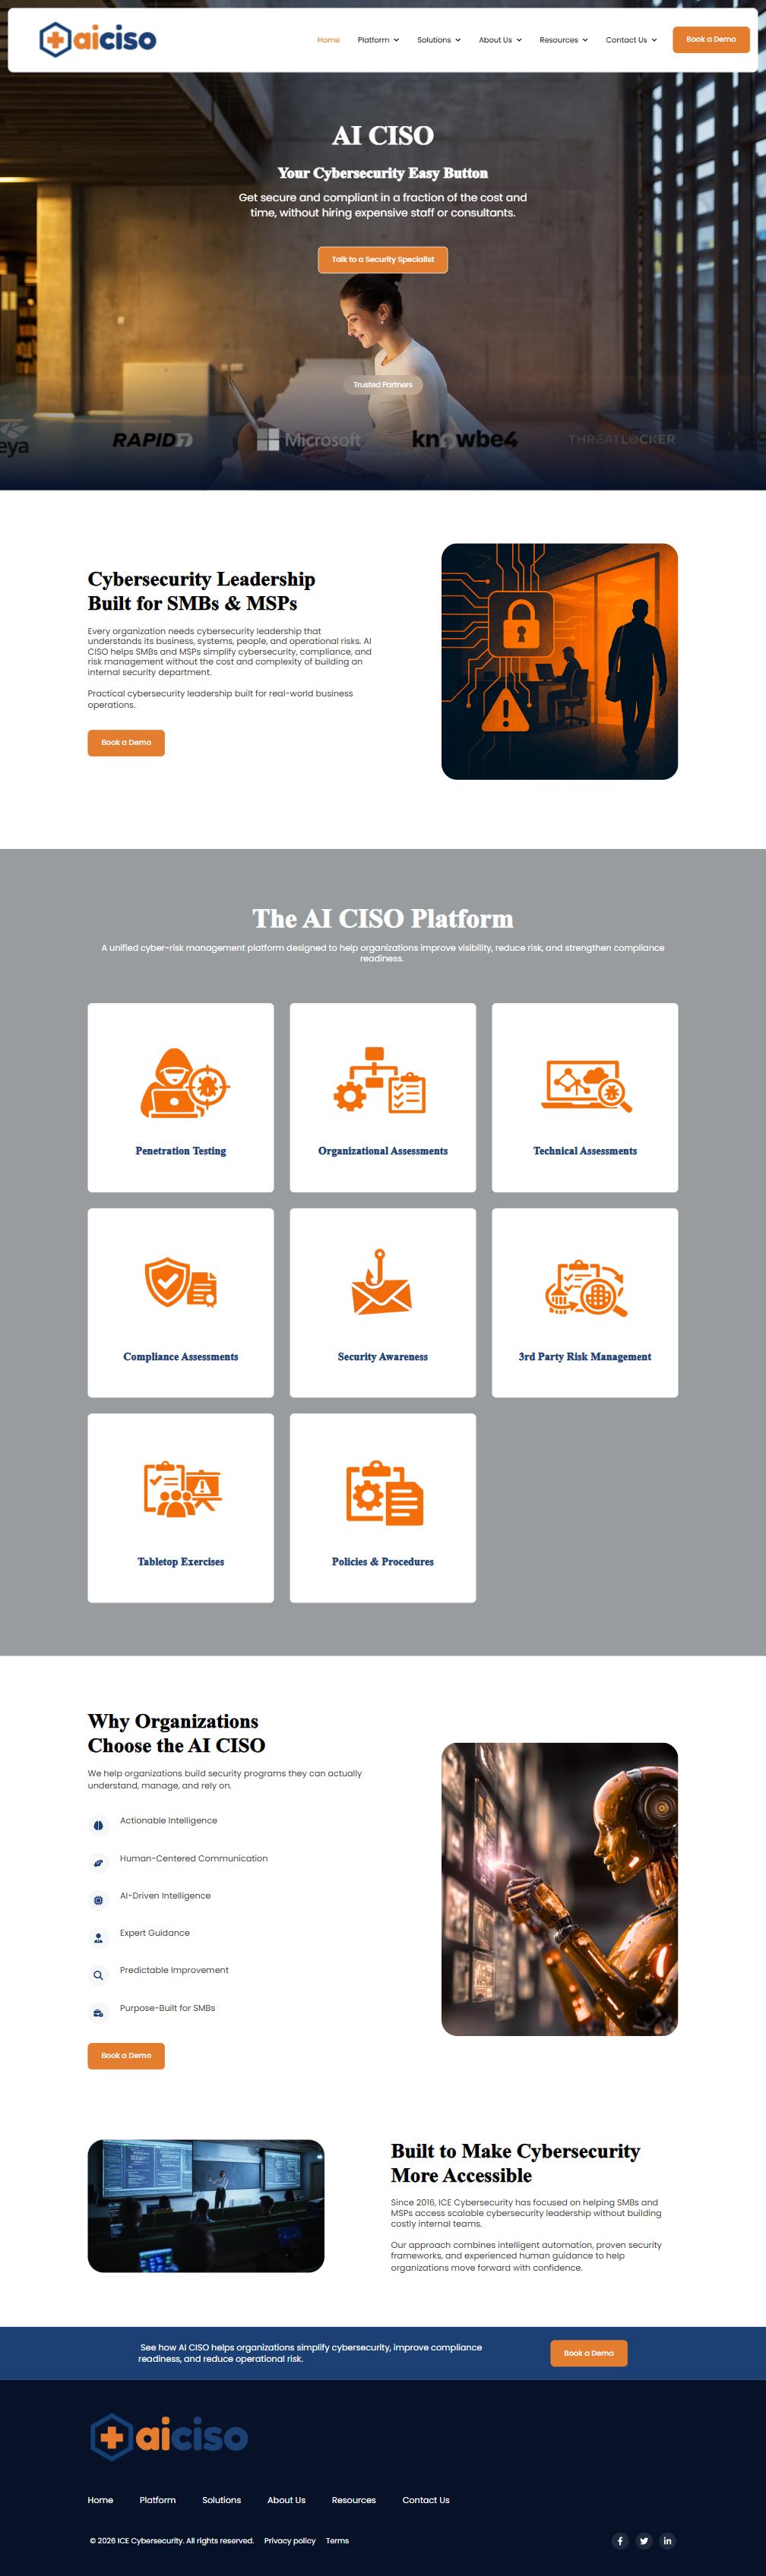 aiciso
Home Platform Solutions About Us Resources Contact Us Book a Demo
AI CISO
Your Cybersecurity Easy Button
Get secure and compliant in a fraction of the cost and
time, without hiring expensive staff or consultants.
Talk to a Security Specialist
Trusted Partners
eya RAPID7 Microsoft knowbe4 THREATLOCKER
Cybersecurity Leadership
Built for SMBs & MSPs
Every organization needs cybersecurity leadership that
understands its business, systems, people, and operational risks. AI
CISO helps SMBs and MSPs simplify cybersecurity, compliance, and
risk management without the cost and complexity of building an
internal security department.
Practical cybersecurity leadership built for real-world business
operations.
Book a Demo
The AI CISO Platform
A unified cyber-risk management platform designed to help organizations improve visibility, reduce risk, and strengthen compliance
readiness.
Penetration Testing
Organizational Assessments
Technical Assessments
Compliance Assessments
Security Awareness
3rd Party Risk Management
Tabletop Exercises
Policies & Procedures
Why Organizations
Choose the AI CISO
We help organizations build security programs they can actually
understand, manage, and rely on.
Actionable Intelligence
Human-Centered Communication
AI-Driven Intelligence
Expert Guidance
Predictable Improvement
Purpose-Built for SMBs
Book a Demo
Built to Make Cybersecurity
More Accessible
Since 2016, ICE Cybersecurity has focused on helping SMBs and
MSPs access scalable cybersecurity leadership without building
costly internal teams.
Our approach combines intelligent automation, proven security
frameworks, and experienced human guidance to help
organizations move forward with confidence.
See how AI CISO helps organizations simplify cybersecurity, improve compliance
readiness, and reduce operational risk.
Book a Demo
aiciso
Home Platform Solutions About Us Resources Contact Us
© 2026 ICE Cybersecurity. All rights reserved. Privacy policy Terms